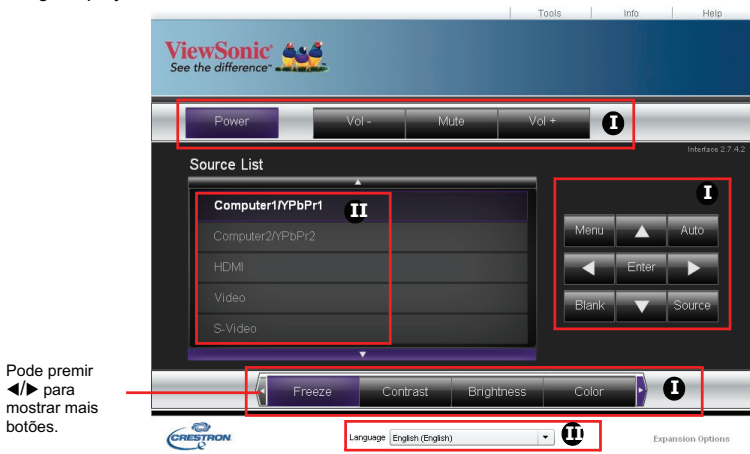 Tools Info Help
ViewSonic®
See the difference™
Power Vol - Mute Vol + I
Interface 2.7.4.2
Source List
I
Computer1/YPbPr1 II
Computer2/YPbPr2
HDMI
Video
S-Video
Menu ▲ Auto
◀ Enter ▶
Blank ▼ Source
Pode premir
◀/▶ para
mostrar mais
botões.
Freeze Contrast Brightness Color I
CRESTRON
Language English (English) II
Expansion Options